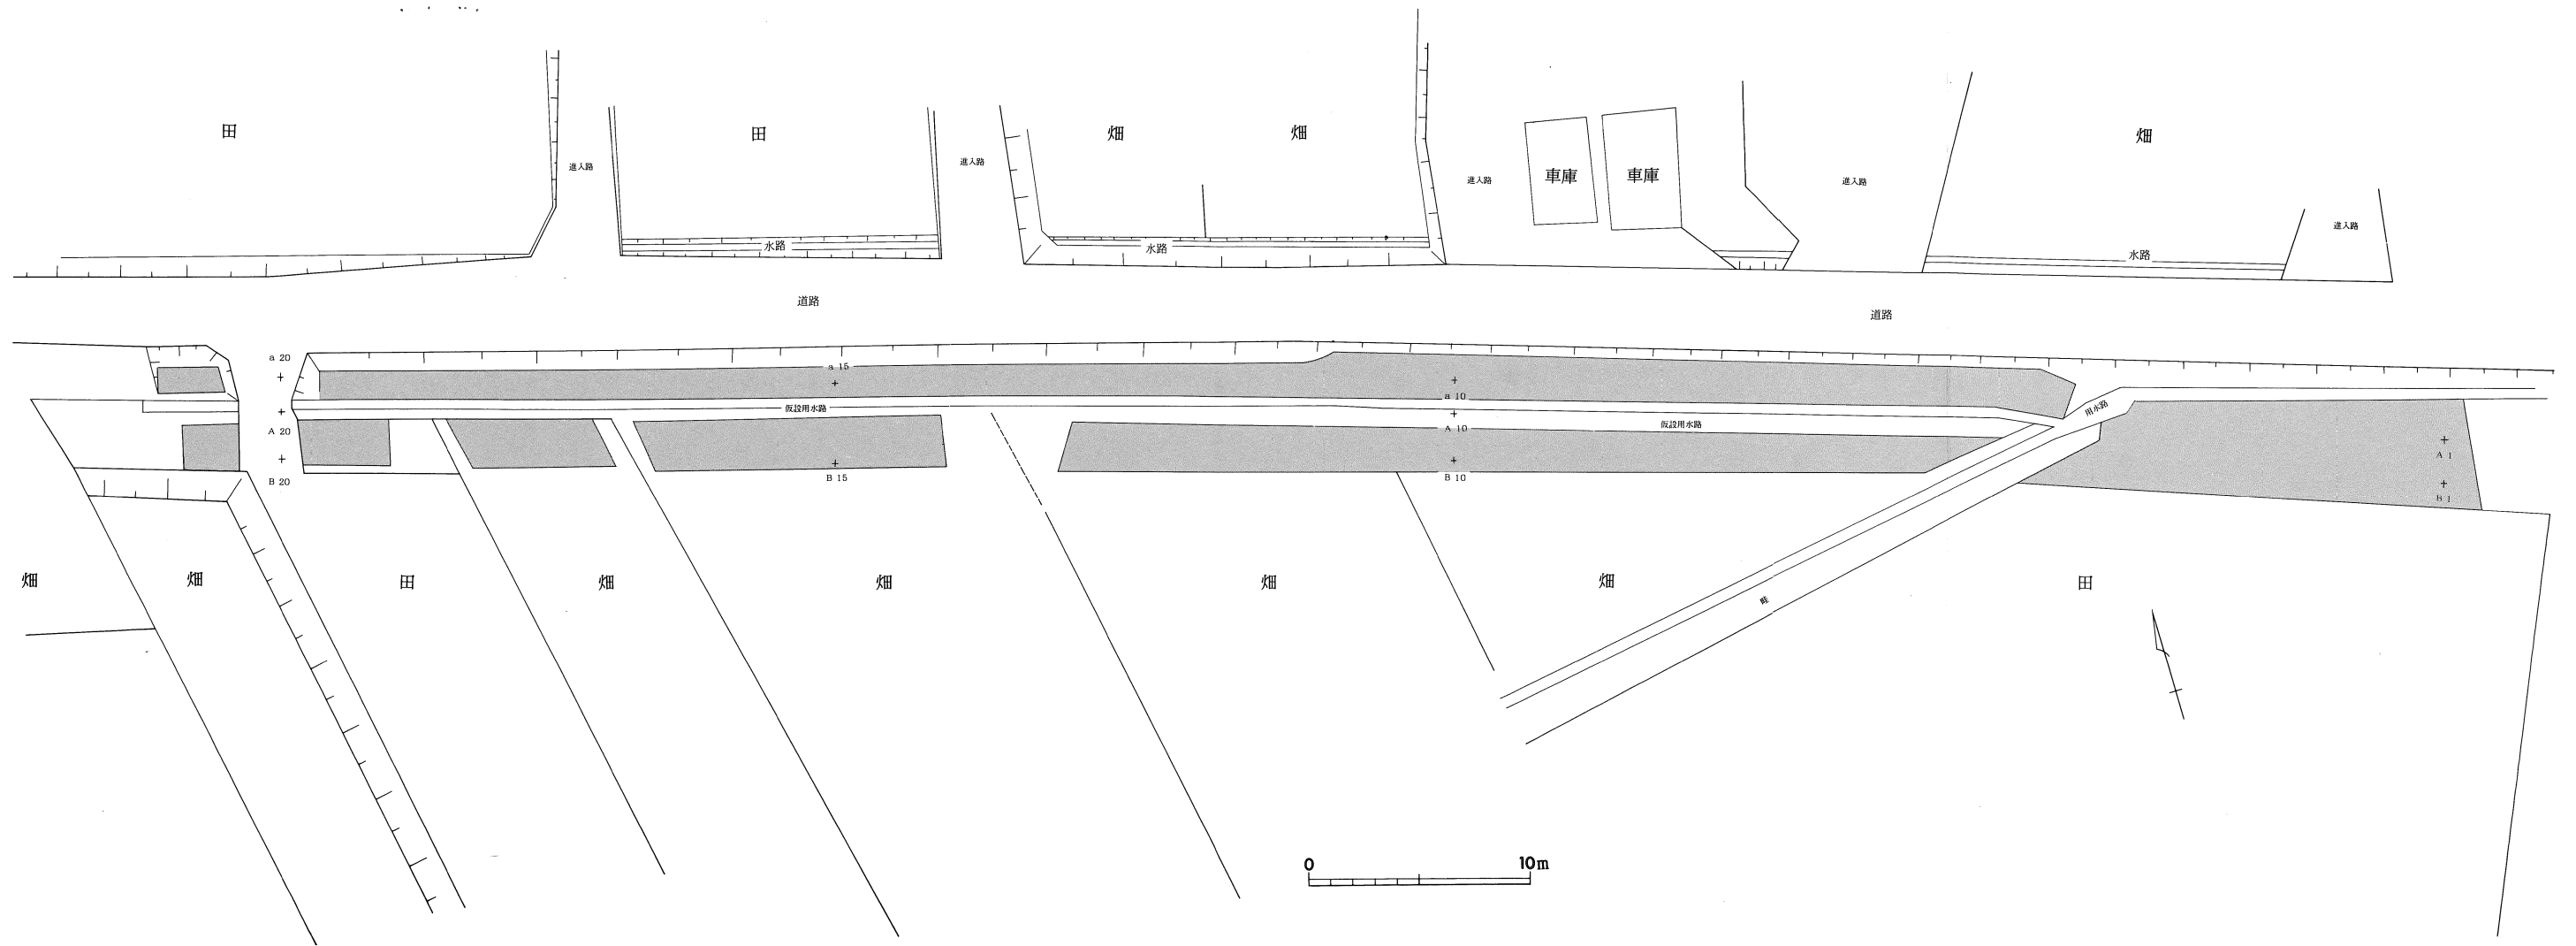 田
田
畑
畑
畑
進入路
進入路
進入路
車庫
車庫
進入路
進入路
水路
水路
水路
道路
道路
a 20
a 15
a 10
仮設用水路
用水路
A 20
A 10
仮設用水路
A 1
B 20
B 15
B 10
B 1
畑
畑
田
畑
畑
畑
畑
畦
田
0
10m